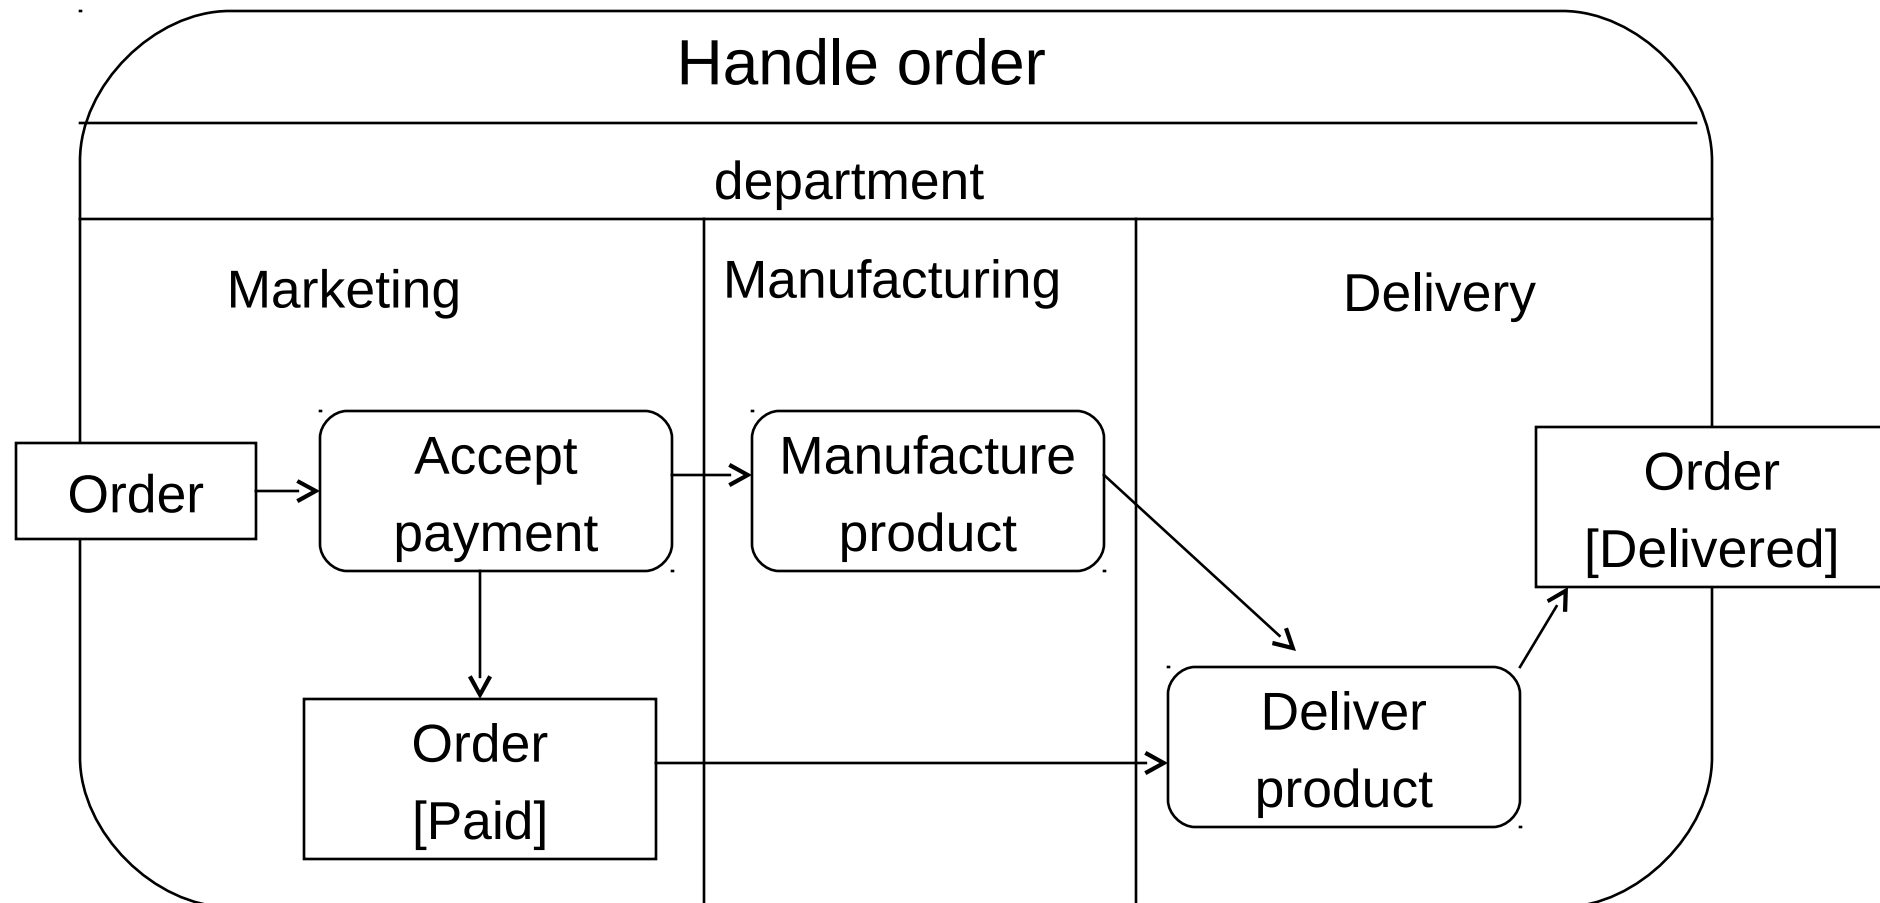 Handle order
department
Marketing
Manufacturing
Delivery
Order
Accept
payment
Manufacture
product
Order
[Delivered]
Order
[Paid]
Deliver
product